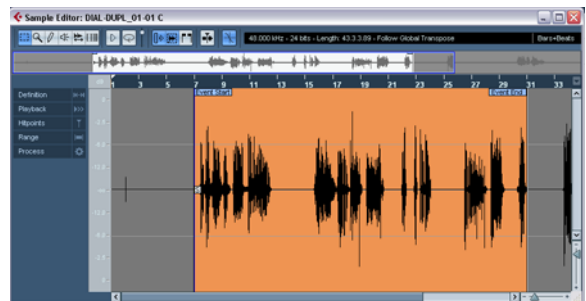 Sample Editor: DIAL-DUPL_01-01 C
48.000 kHz - 24 bits - Length: 43.3.3.89 - Follow Global Transpose
Bars+Beats
dB
1 3 5 7 9 11 13 15 17 19 21 23 25 27 29 31 33
Event Start
Event End
Definition
Playback
Hitpoints
Range
Process